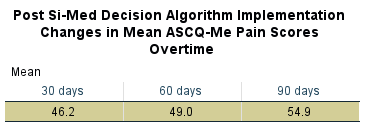 Post Si-Med Decision Algorithm Implementation
Changes in Mean ASCQ-Me Pain Scores
Overtime
Mean
30 days 60 days 90 days
46.2 49.0 54.9